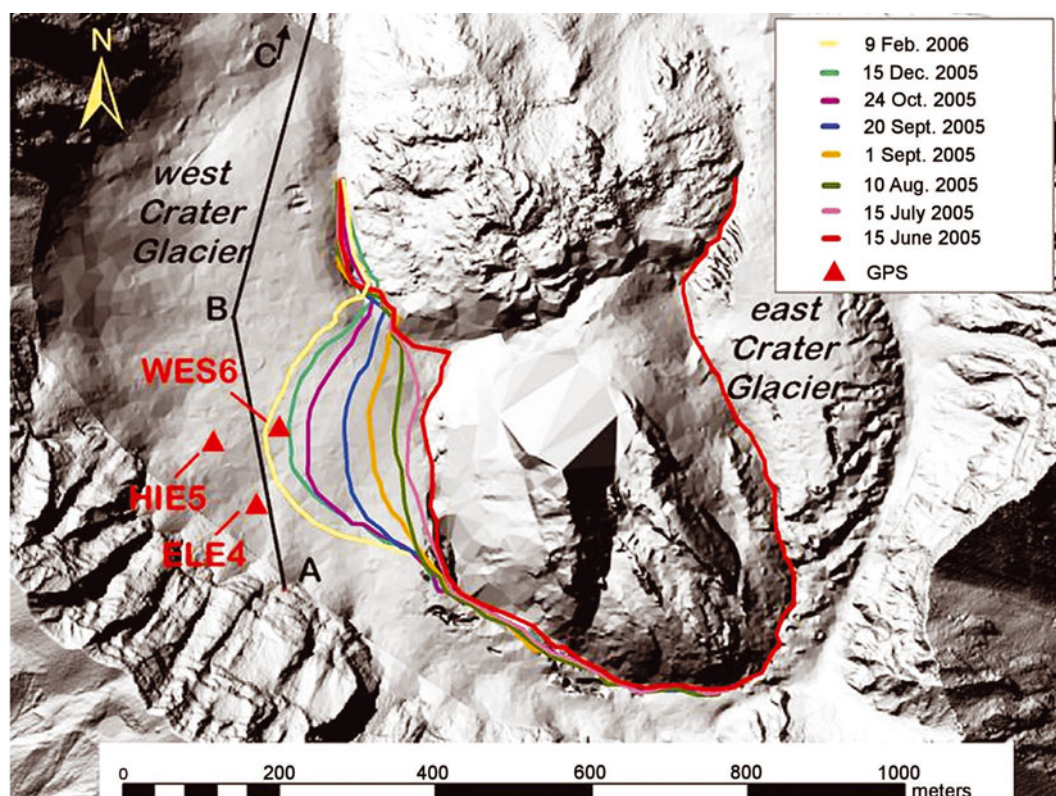 N
C
9 Feb. 2006
15 Dec. 2005
24 Oct. 2005
20 Sept. 2005
1 Sept. 2005
10 Aug. 2005
15 July 2005
15 June 2005
GPS
west
Crater
Glacier
B
east
Crater
Glacier
WES6
HIE5
ELE4
A
0
200
400
600
800
1000
meters